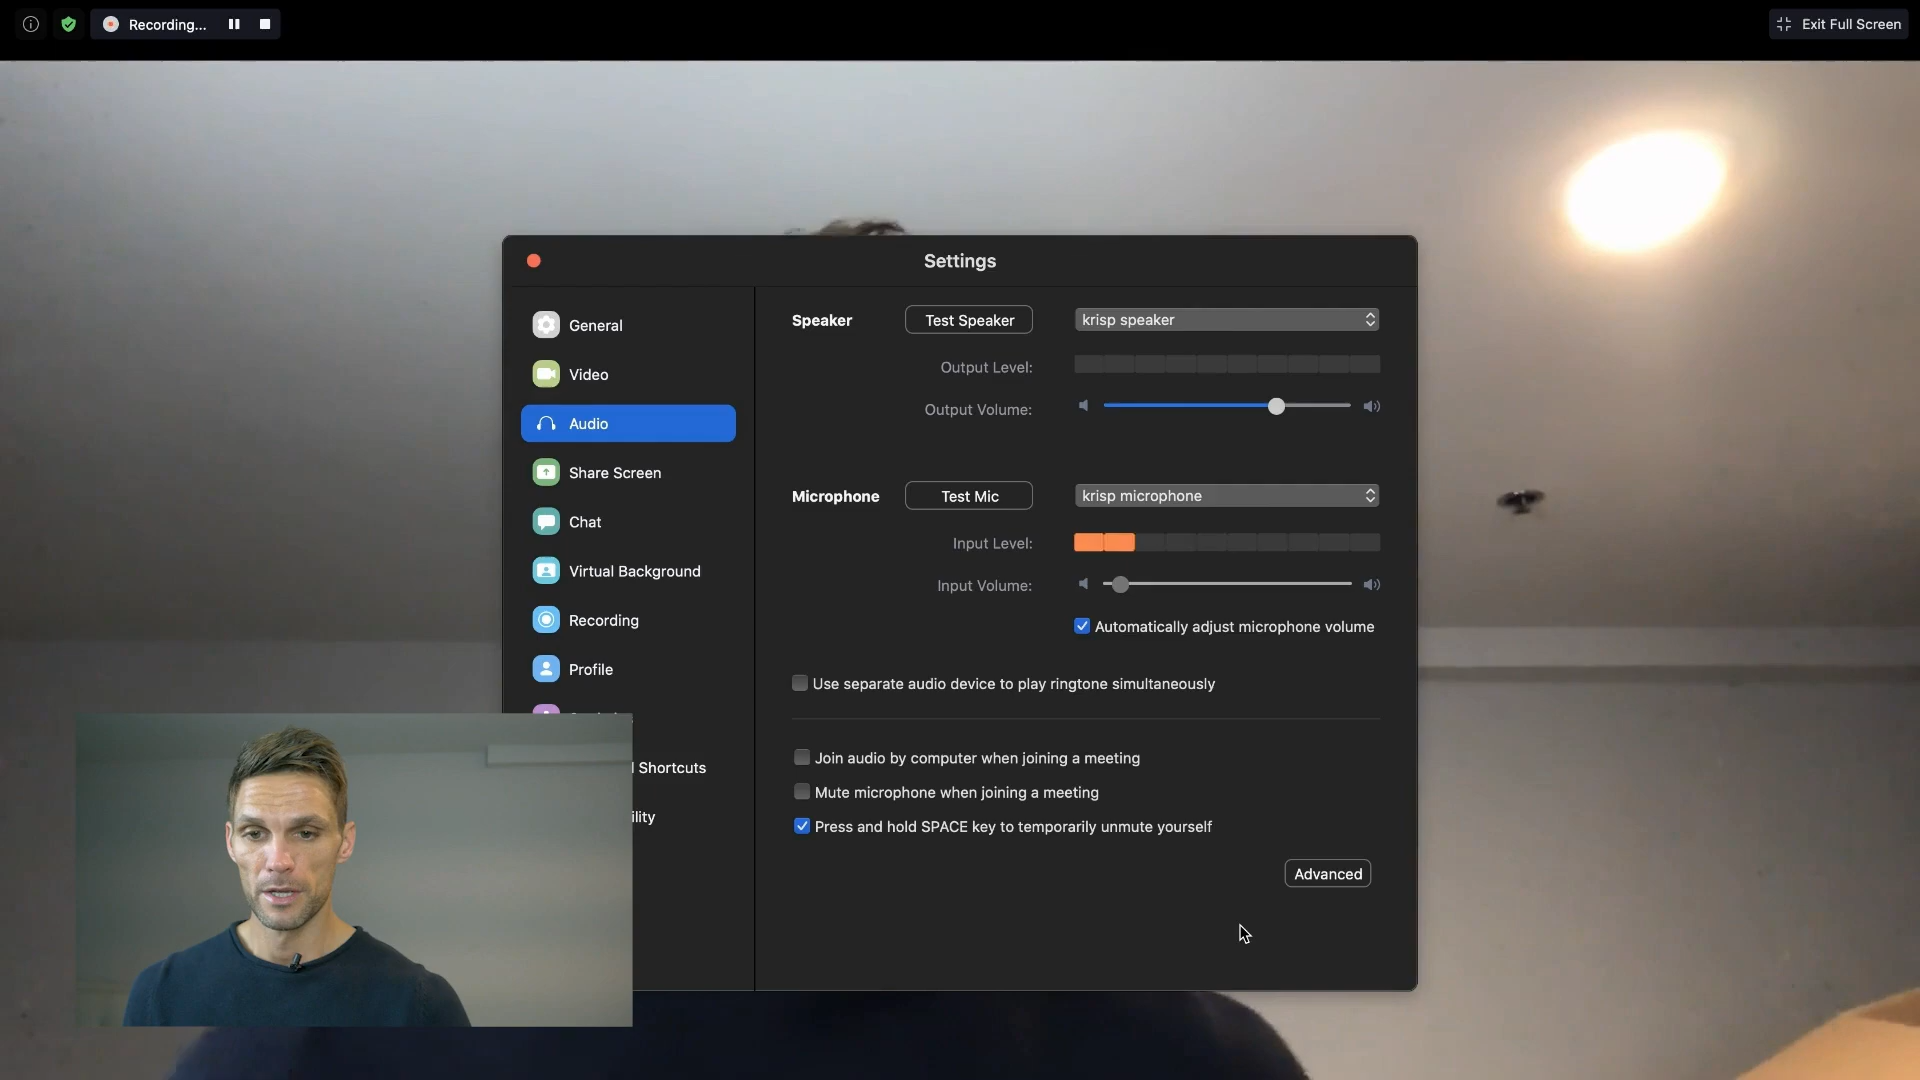 Recording...
Exit Full Screen
Settings
General
Video
Audio
Share Screen
Chat
Virtual Background
Recording
Profile
Shortcuts
ility
Speaker
Test Speaker
krisp speaker
Output Level:
Output Volume:
Microphone
Test Mic
krisp microphone
Input Level:
Input Volume:
Automatically adjust microphone volume
Use separate audio device to play ringtone simultaneously
Join audio by computer when joining a meeting
Mute microphone when joining a meeting
Press and hold SPACE key to temporarily unmute yourself
Advanced